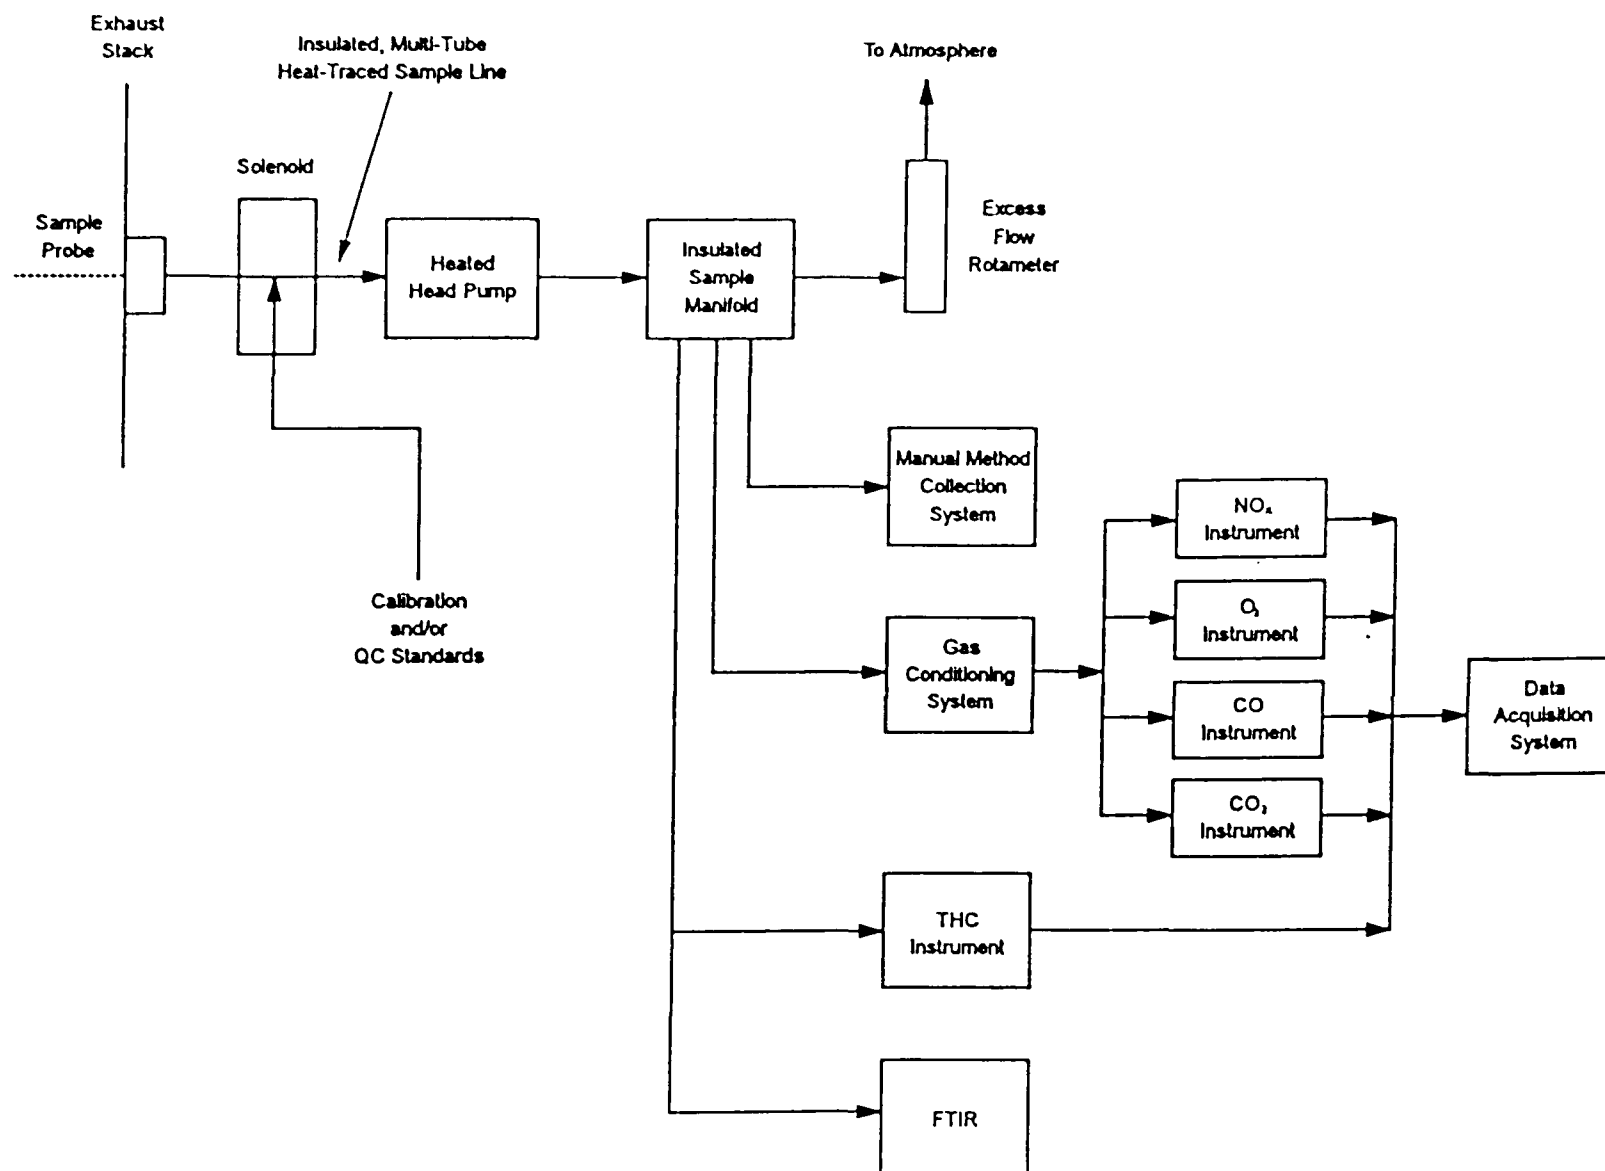 Exhaust
Stack
Insulated, Multi-Tube
Heat-Traced Sample Line
To Atmosphere
Solenoid
Sample
Probe
Heated
Head Pump
Insulated
Sample
Manifold
Excess
Flow
Rotameter
Calibration
and/or
QC Standards
Manual Method
Collection
System
Gas
Conditioning
System
NOₓ
Instrument
O₂
Instrument
CO
Instrument
CO₂
Instrument
Data
Acquisition
System
THC
Instrument
FTIR